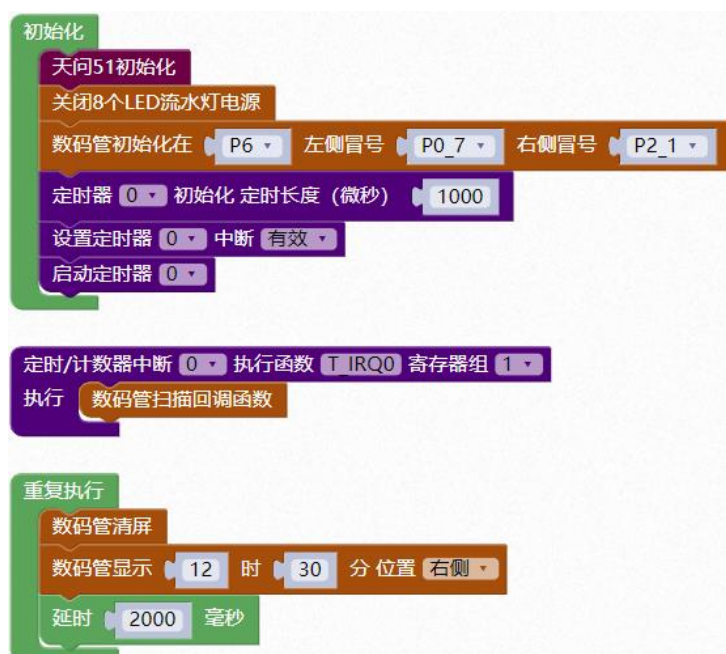 初始化
天问51初始化
关闭8个LED流水灯电源
数码管初始化在 P6 左侧冒号 P0_7 右侧冒号 P2_1
定时器 0 初始化 定时长度（微秒） 1000
设置定时器 0 中断 有效
启动定时器 0
定时/计数器中断 0 执行函数 T_IRQ0 寄存器组 1
执行 数码管扫描回调函数
重复执行
数码管清屏
数码管显示 12 时 30 分 位置 右侧
延时 2000 毫秒